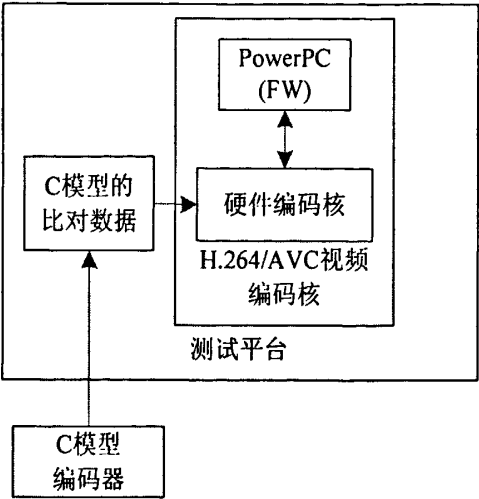 PowerPC
(FW)
C模型的
比对数据
硬件编码核
H.264/AVC视频
编码核
测试平台
C模型
编码器